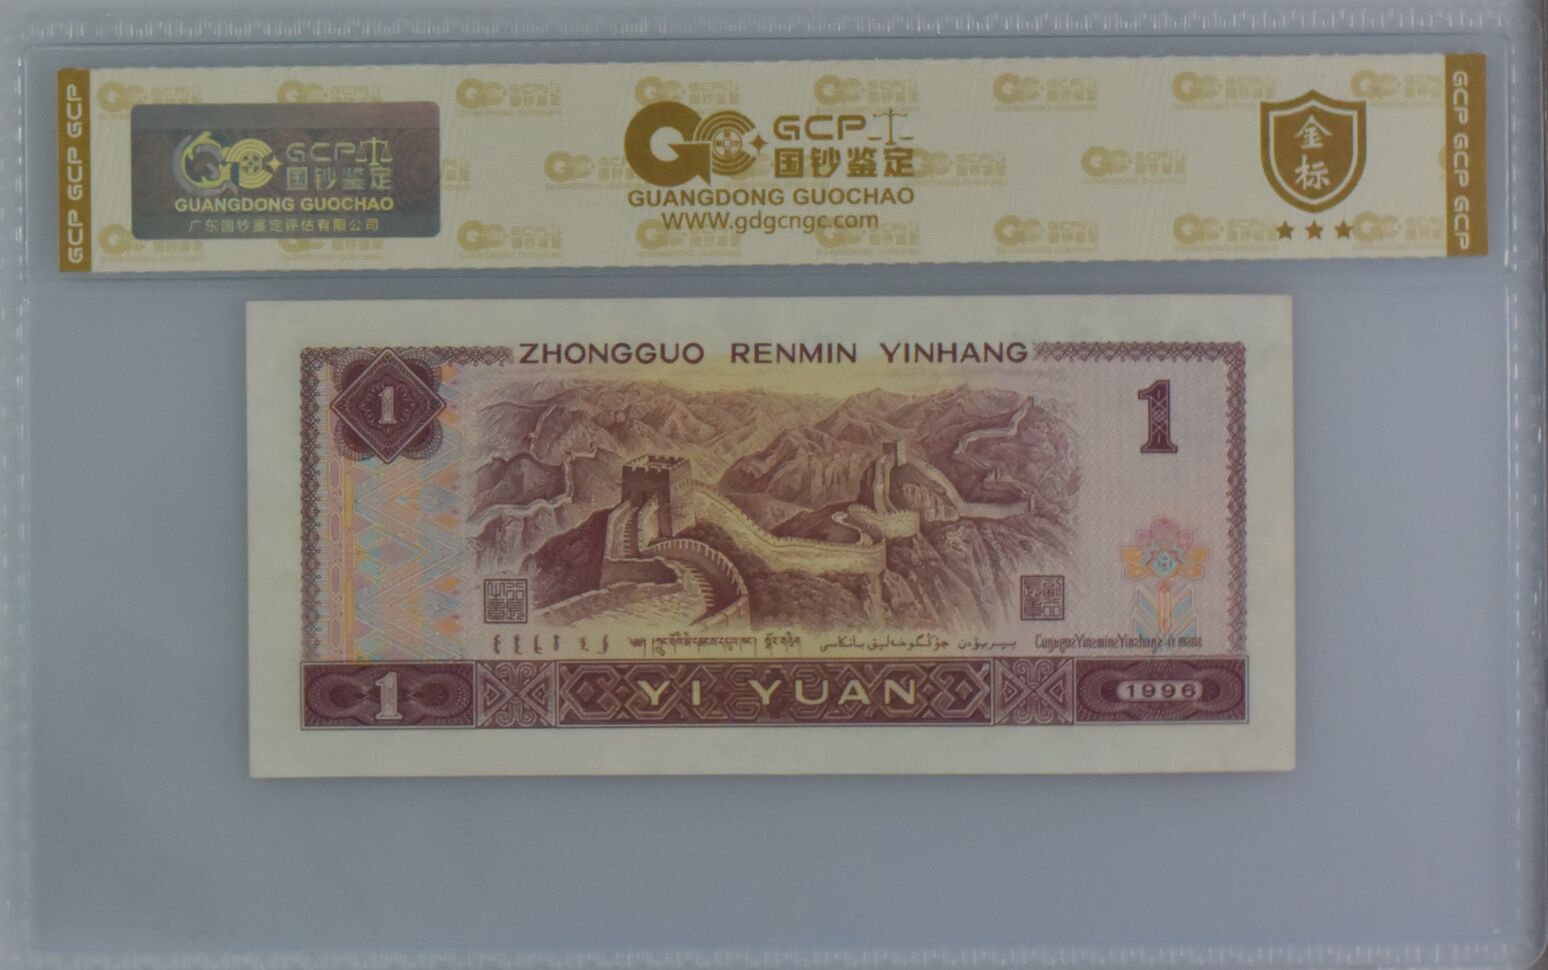 GCP GCP GCP
GCP
国钞鉴定
GUANGDONG GUOCHAO
广东国钞鉴定评估有限公司
GCP
国钞鉴定
GUANGDONG GUOCHAO
WWW.gdgcngc.com
金
标
GCP GCP GCP
ZHONGGUO RENMIN YINHANG
1
1
1
YI YUAN
1996